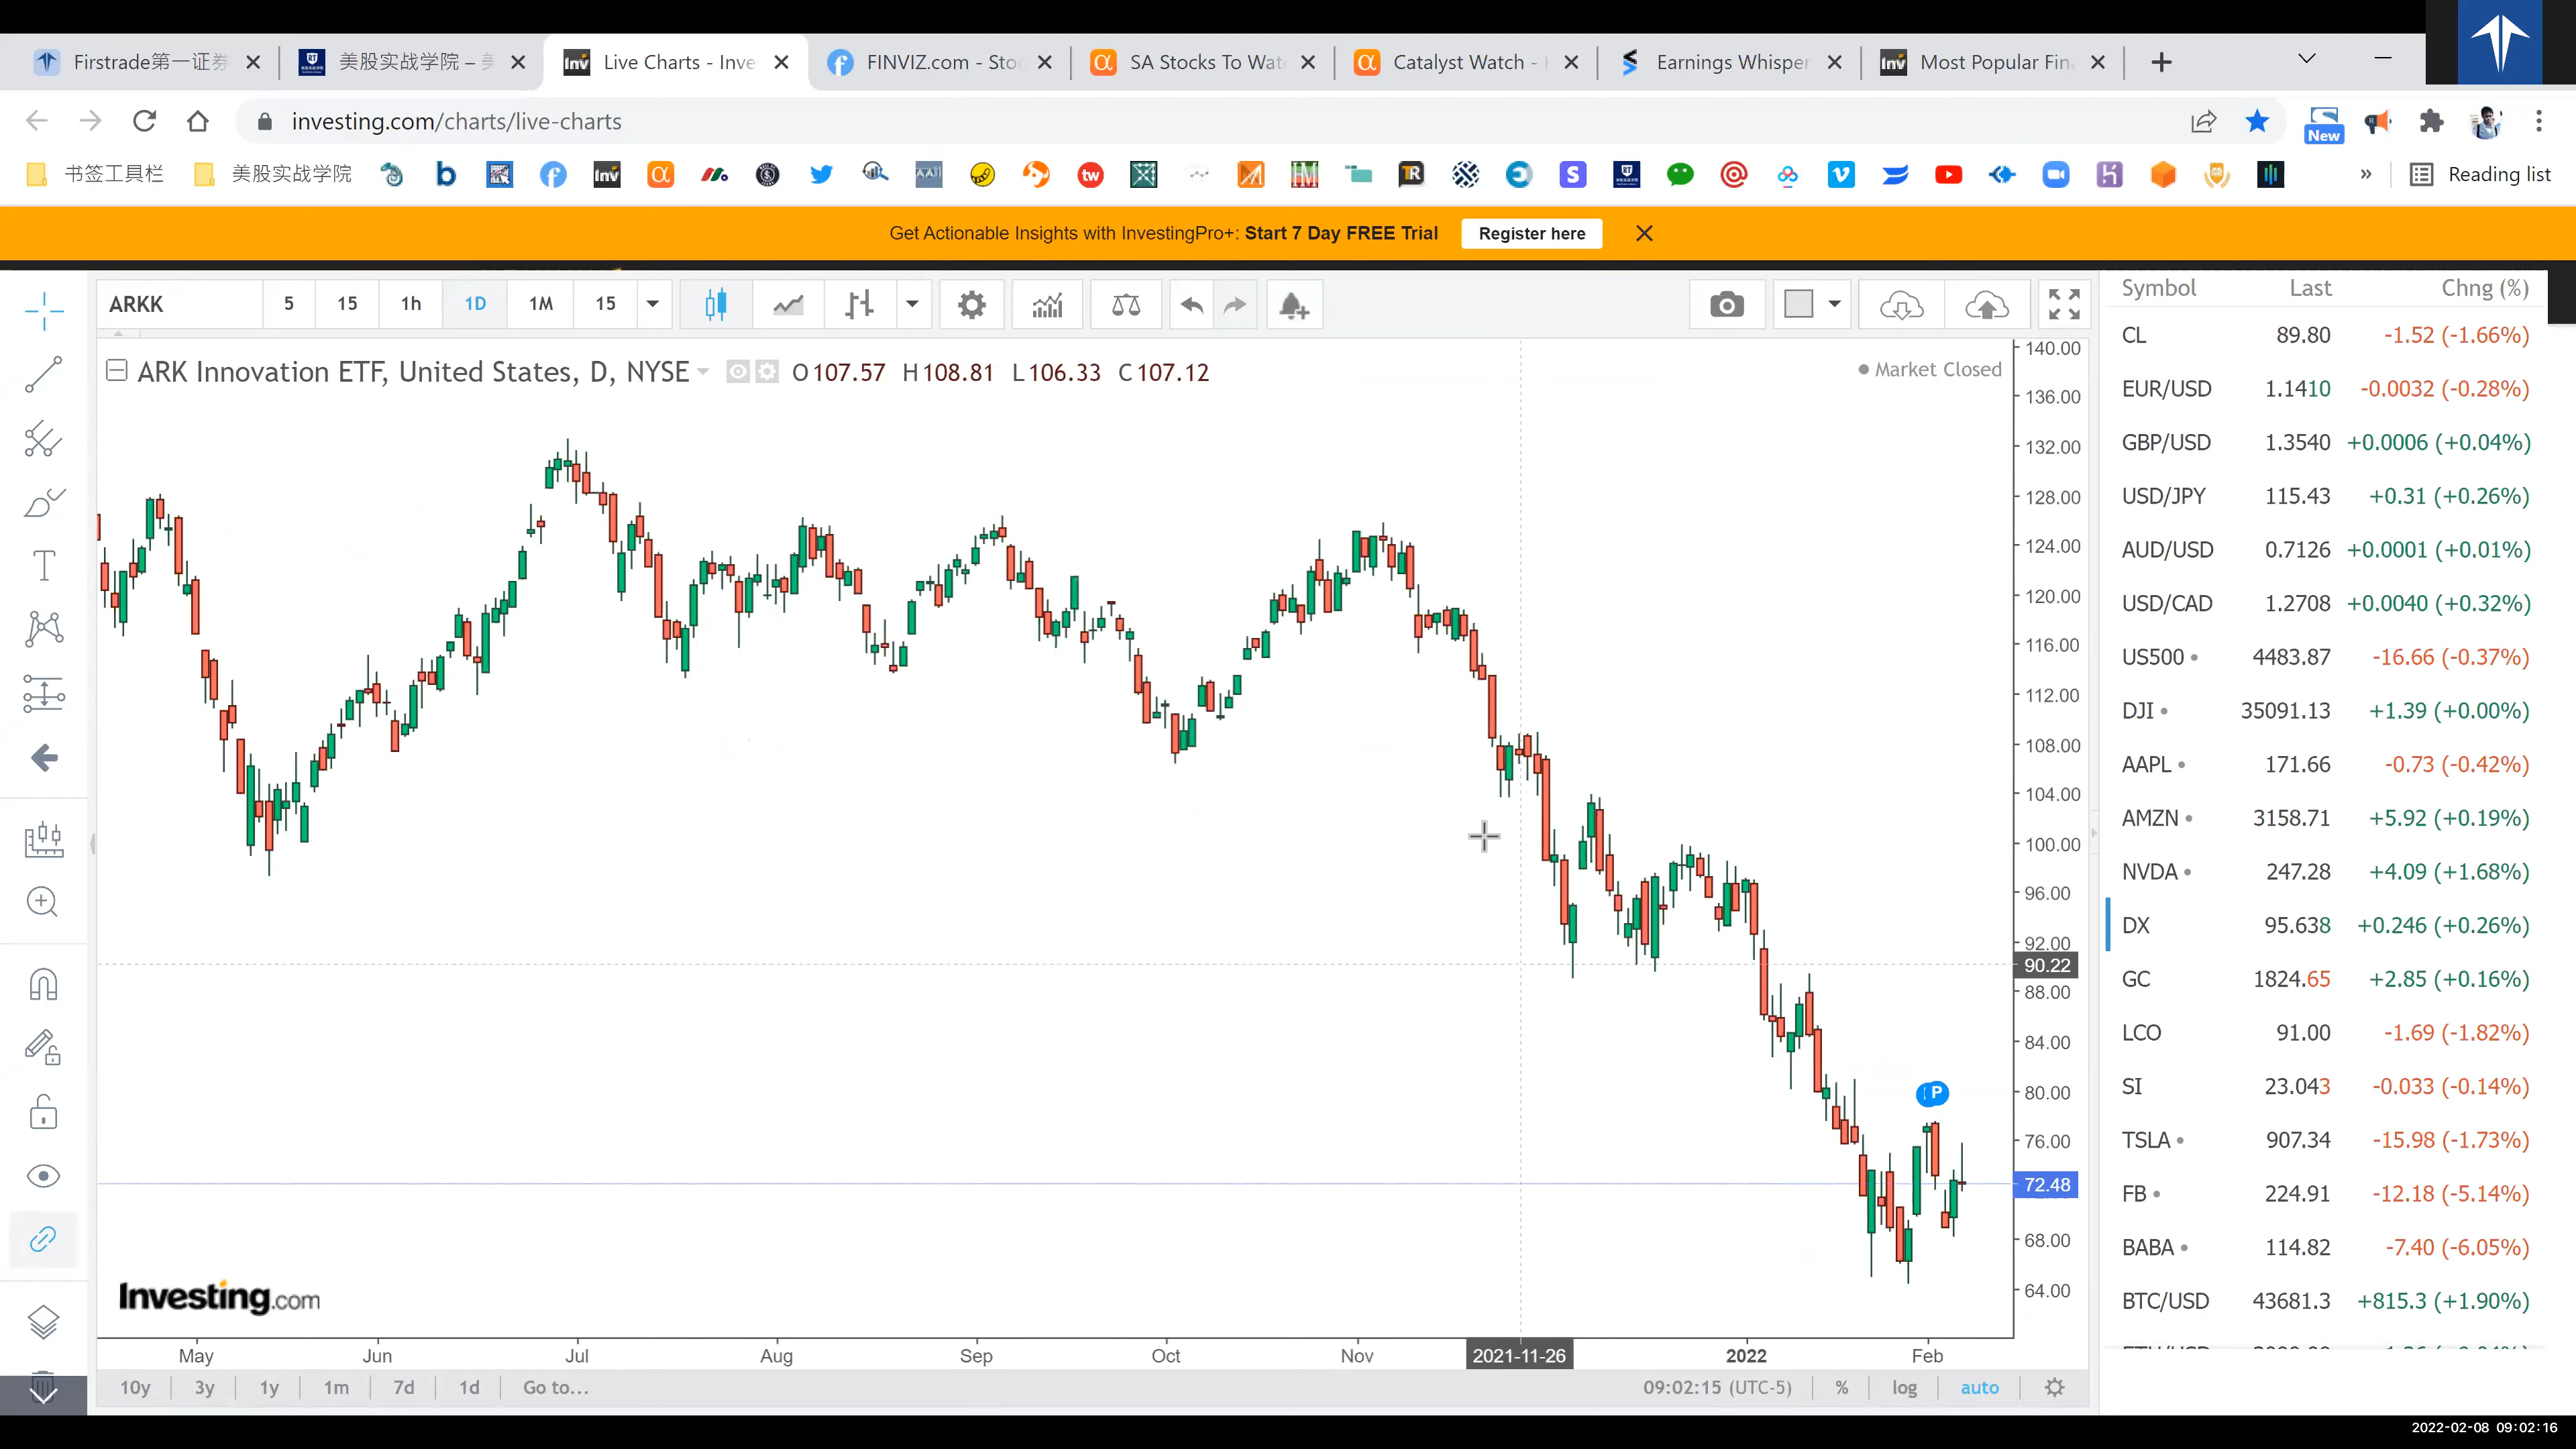 Firstrade第一证券
美股实战学院 – 美
Live Charts - Inve
FINVIZ.com - Sto
SA Stocks To Wat
Catalyst Watch -
Earnings Whisper
Most Popular Fin
investing.com/charts/live-charts
New
书签工具栏
美股实战学院
Reading list
Get Actionable Insights with InvestingPro+: Start 7 Day FREE Trial
Register here
ARKK 5 15 1h 1D 1M 15
ARK Innovation ETF, United States, D, NYSE O107.57 H108.81 L106.33 C107.12
Market Closed
140.00
136.00
132.00
128.00
124.00
120.00
116.00
112.00
108.00
104.00
100.00
96.00
92.00
90.22
88.00
84.00
80.00
76.00
72.48
68.00
64.00
P
Investing.com
May Jun Jul Aug Sep Oct Nov 2021-11-26 2022 Feb
10y 3y 1y 1m 7d 1d Go to...
09:02:15 (UTC-5) % log auto
Symbol Last Chng (%)
CL 89.80 -1.52 (-1.66%)
EUR/USD 1.1410 -0.0032 (-0.28%)
GBP/USD 1.3540 +0.0006 (+0.04%)
USD/JPY 115.43 +0.31 (+0.26%)
AUD/USD 0.7126 +0.0001 (+0.01%)
USD/CAD 1.2708 +0.0040 (+0.32%)
US500 4483.87 -16.66 (-0.37%)
DJI 35091.13 +1.39 (+0.00%)
AAPL 171.66 -0.73 (-0.42%)
AMZN 3158.71 +5.92 (+0.19%)
NVDA 247.28 +4.09 (+1.68%)
DX 95.638 +0.246 (+0.26%)
GC 1824.65 +2.85 (+0.16%)
LCO 91.00 -1.69 (-1.82%)
SI 23.043 -0.033 (-0.14%)
TSLA 907.34 -15.98 (-1.73%)
FB 224.91 -12.18 (-5.14%)
BABA 114.82 -7.40 (-6.05%)
BTC/USD 43681.3 +815.3 (+1.90%)
2022-02-08 09:02:16